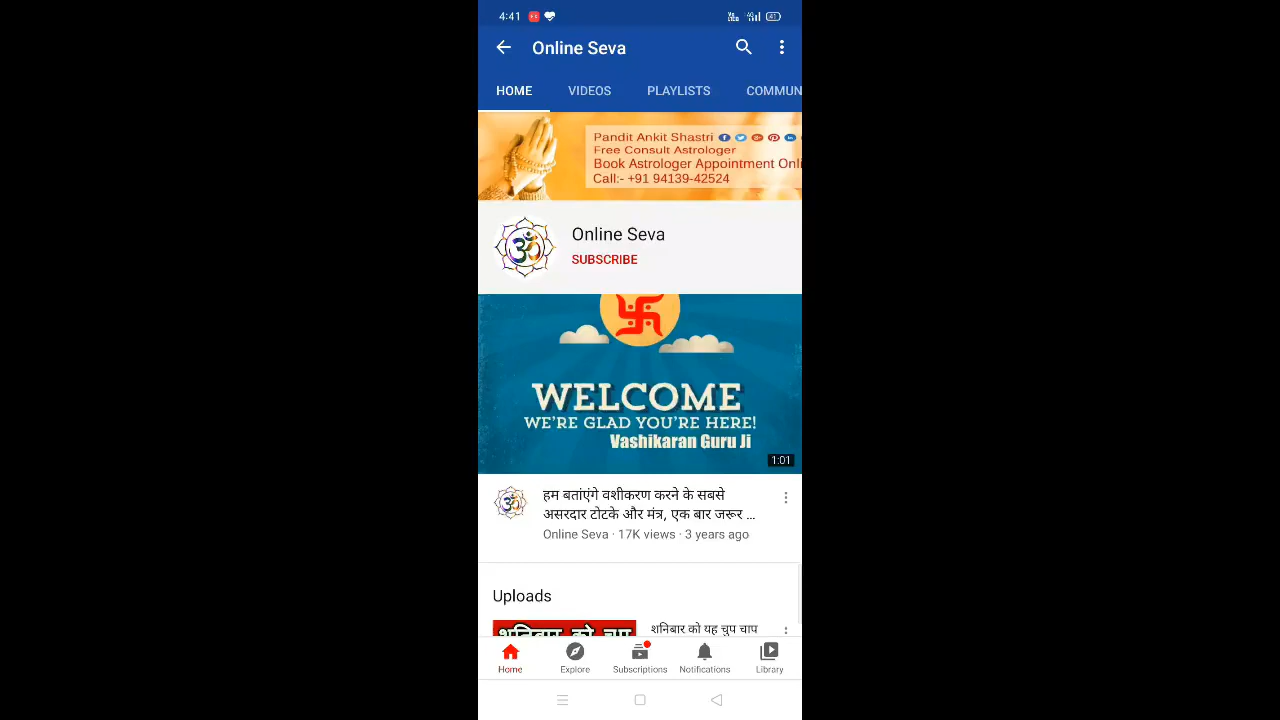 4:41
Online Seva
HOME VIDEOS PLAYLISTS COMMUN
Pandit Ankit Shastri
Free Consult Astrologer
Book Astrologer Appointment Onli
Call:- +91 94139-42524
Online Seva
SUBSCRIBE
WELCOME
WE'RE GLAD YOU'RE HERE!
Vashikaran Guru Ji
1:01
हम बतांएंगे वशीकरण करने के सबसे
असरदार टोटके और मंत्र, एक बार जरूर ...
Online Seva · 17K views · 3 years ago
Uploads
शनिबार को चुप
शनिबार को यह चुप चाप
Home Explore Subscriptions Notifications Library